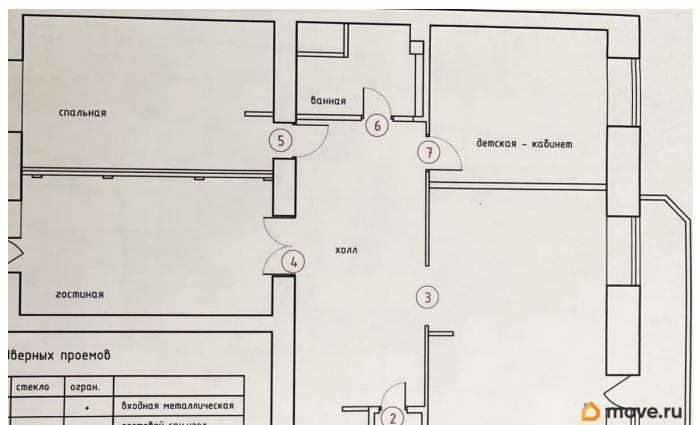 спальная
ванная
5
6
7
детская - кабинет
холл
4
3
гостиная
дверных проемов
стекло огран.
+ входная металлическая
2
move.ru